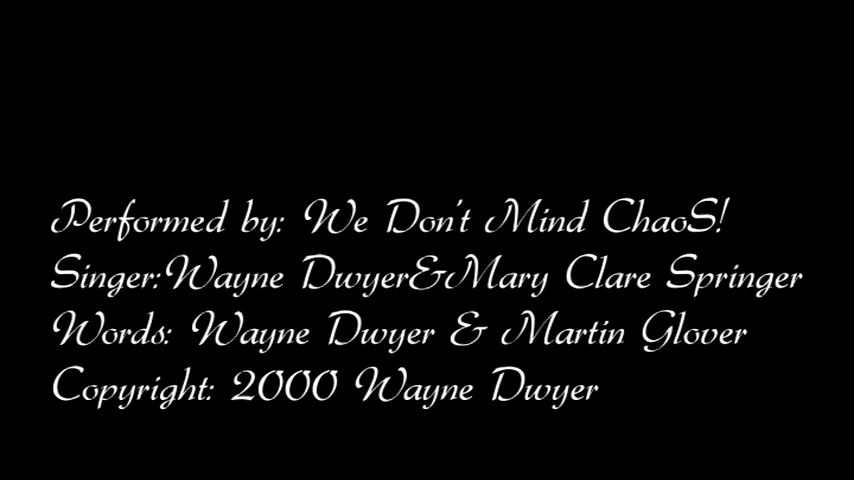 Performed by: We Don't Mind ChaoS!
Singer:Wayne Dwyer&Mary Clare Springer
Words: Wayne Dwyer & Martin Glover
Copyright: 2000 Wayne Dwyer